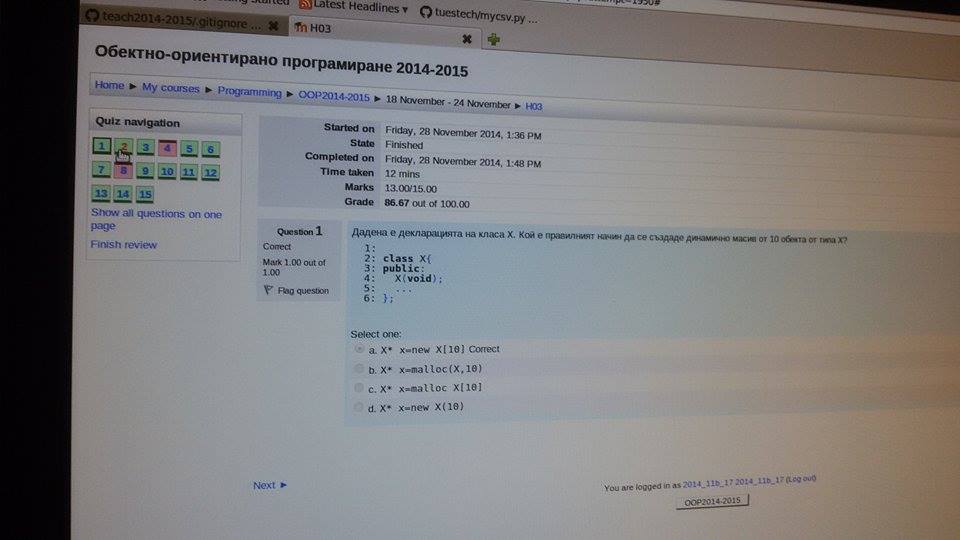 Latest Headlines
tuestech/mycsv.py ...
teach2014-2015/.gitignore ...
H03
Обектно-ориентирано програмиране 2014-2015
Home ► My courses ► Programming ► OOP2014-2015 ► 18 November - 24 November ► H03
Quiz navigation
1 2 3 4 5 6
7 8 9 10 11 12
13 14 15
Show all questions on one
page
Finish review
Started on Friday, 28 November 2014, 1:36 PM
State Finished
Completed on Friday, 28 November 2014, 1:48 PM
Time taken 12 mins
Marks 13.00/15.00
Grade 86.67 out of 100.00
Question 1
Correct
Mark 1.00 out of
1.00
Flag question
Дадена е декларацията на класа X. Кой е правилният начин да се създаде динамично масив от 10 обекта от типа X?
1:
2: class X{
3: public:
4: X(void);
5: ...
6: };
Select one:
a. X* x=new X[10] Correct
b. X* x=malloc(X,10)
c. X* x=malloc X[10]
d. X* x=new X(10)
Next ►
You are logged in as 2014_11b_17 2014_11b_17 (Log out)
OOP2014-2015